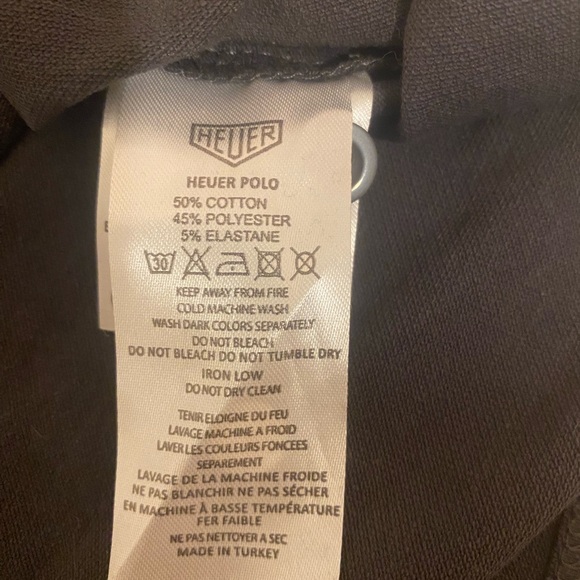 HEUER
HEUER POLO
50% COTTON
45% POLYESTER
5% ELASTANE
30
KEEP AWAY FROM FIRE
COLD MACHINE WASH
WASH DARK COLORS SEPARATELY
DO NOT BLEACH
DO NOT BLEACH DO NOT TUMBLE DRY
IRON LOW
DO NOT DRY CLEAN
TENIR ELOIGNE DU FEU
LAVAGE MACHINE A FROID
LAVER LES COULEURS FONCEES
SEPAREMENT
LAVAGE DE LA MACHINE FROIDE
NE PAS BLANCHIR NE PAS SÉCHER
EN MACHINE À BASSE TEMPÉRATURE
FER FAIBLE
NE PAS NETTOYER A SEC
MADE IN TURKEY